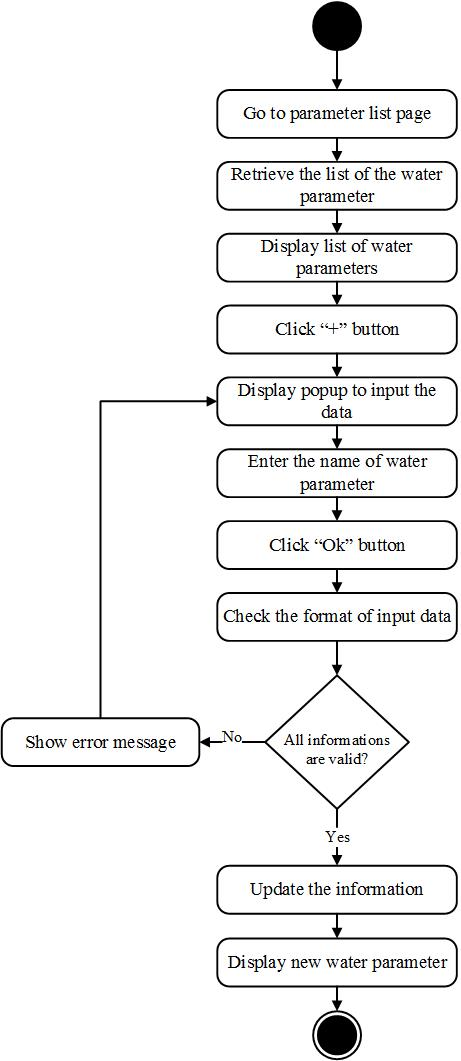 Go to parameter list page
Retrieve the list of the water
parameter
Display list of water
parameters
Click “+” button
Display popup to input the
data
Enter the name of water
parameter
Click “Ok” button
Check the format of input data
All informations
are valid?
No
Show error message
Yes
Update the information
Display new water parameter